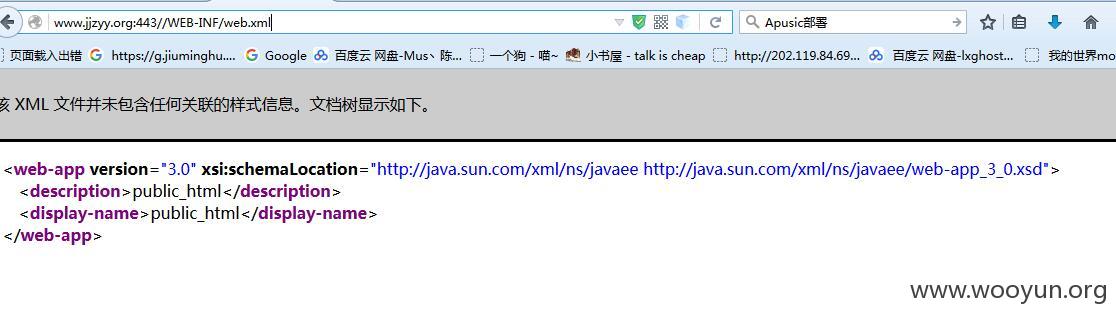 www.jjzyy.org:443//WEB-INF/web.xml
Apusic部署
页面载入出错 https://g.jiuminghu.... Google 百度云 网盘-Mus丶陈... 一个狗 - 喵~ 小书屋 - talk is cheap http://202.119.84.69... 百度云 网盘-lxghost... 我的世界mo
该 XML 文件并未包含任何关联的样式信息。文档树显示如下。
<web-app version="3.0" xsi:schemaLocation="http://java.sun.com/xml/ns/javaee http://java.sun.com/xml/ns/javaee/web-app_3_0.xsd">
<description>public_html</description>
<display-name>public_html</display-name>
</web-app>
www.wooyun.org